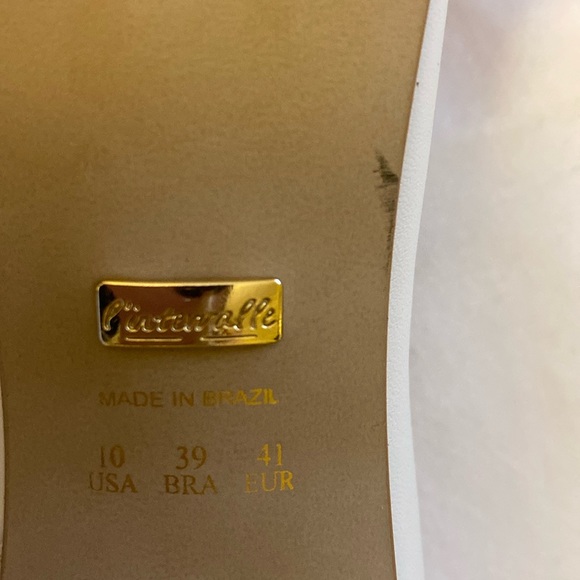 l'intervalle
MADE IN BRAZIL
10 39 41
USA BRA EUR